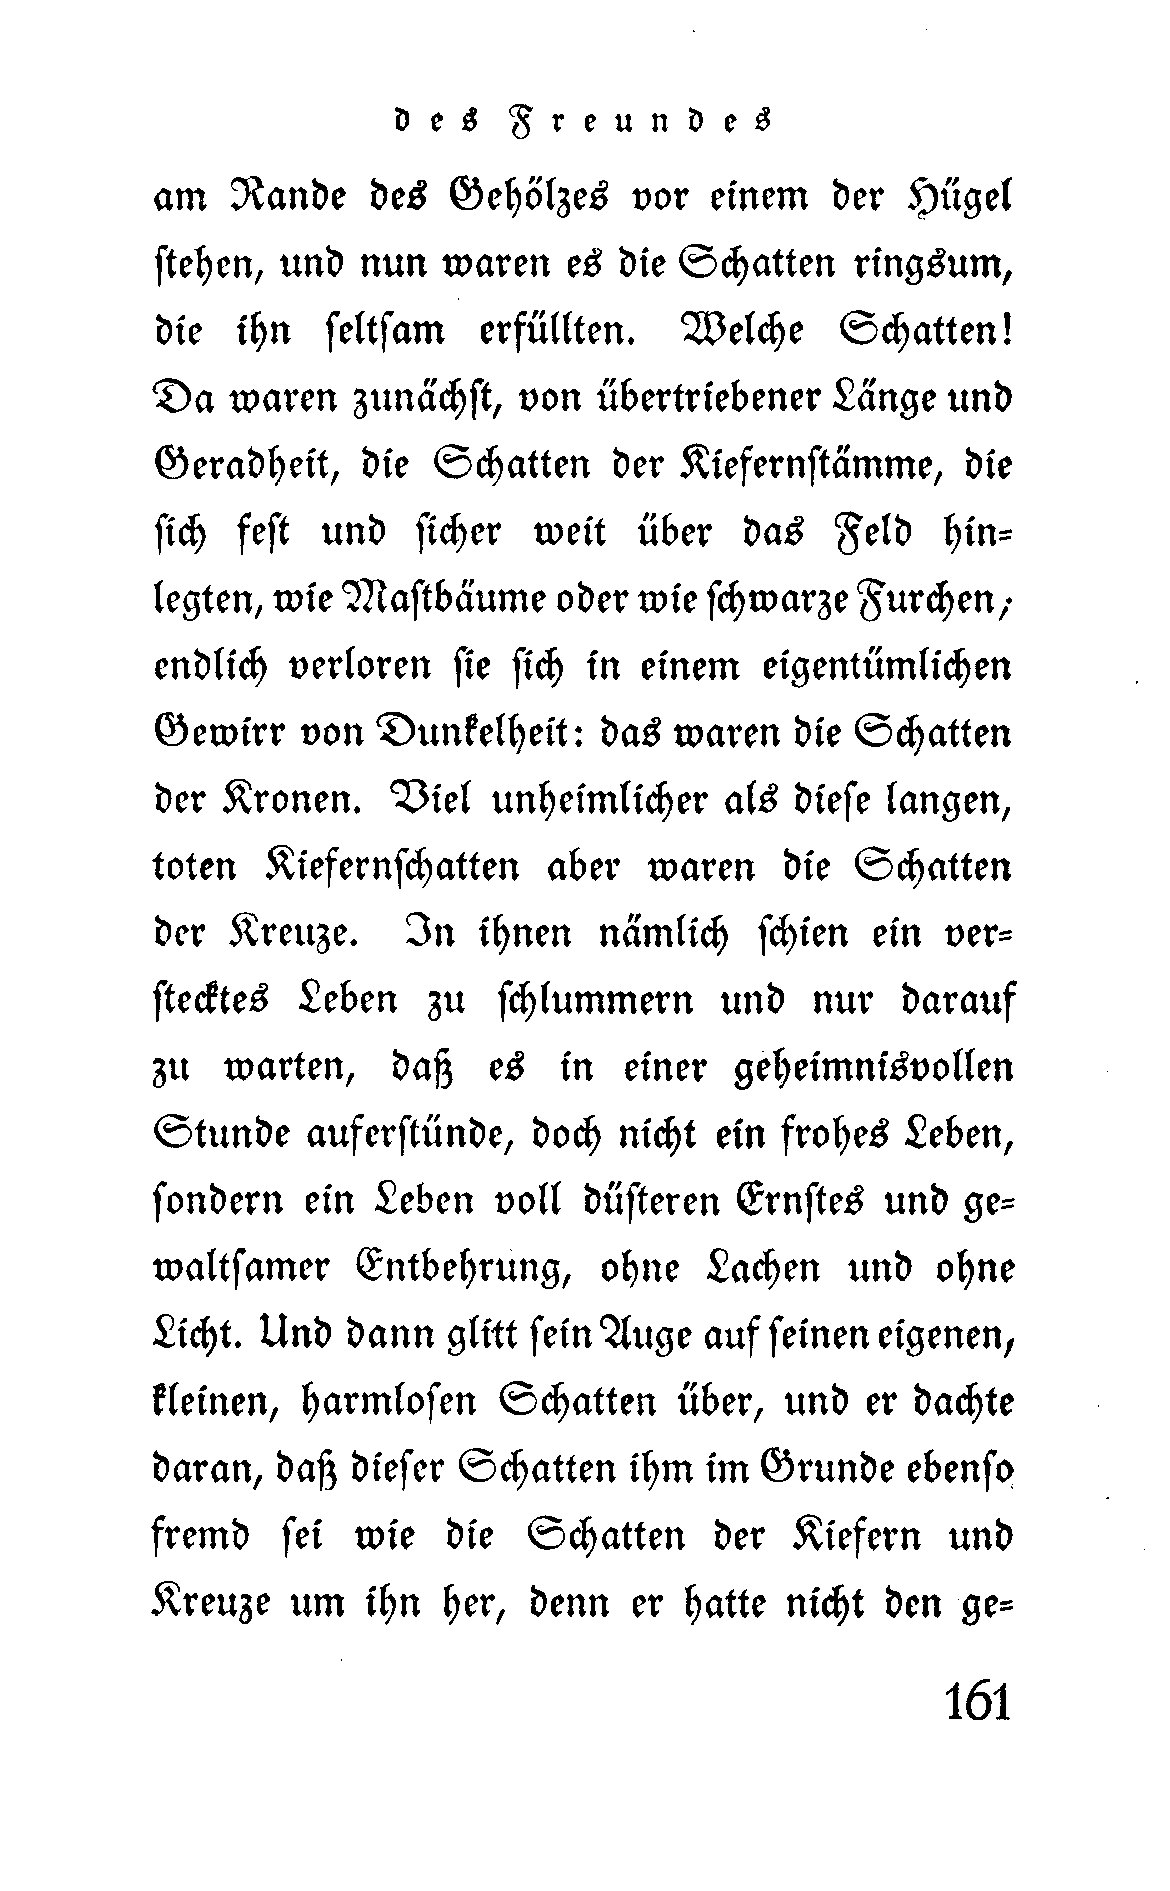 des Freundes
am Rande des Gehölzes vor einem der Hügel
ſtehen, und nun waren es die Schatten ringsum,
die ihn ſeltſam erfüllten. Welche Schatten!
Da waren zunächſt, von übertriebener Länge und
Geradheit, die Schatten der Kiefernſtämme, die
ſich feſt und ſicher weit über das Feld hin-
legten, wie Maſtbäume oder wie ſchwarze Furchen;
endlich verloren ſie ſich in einem eigentümlichen
Gewirr von Dunkelheit: das waren die Schatten
der Kronen. Viel unheimlicher als dieſe langen,
toten Kiefernſchatten aber waren die Schatten
der Kreuze. In ihnen nämlich ſchien ein ver-
ſtecktes Leben zu ſchlummern und nur darauf
zu warten, daß es in einer geheimnisvollen
Stunde auferſtünde, doch nicht ein frohes Leben,
ſondern ein Leben voll düſteren Ernſtes und ge-
waltſamer Entbehrung, ohne Lachen und ohne
Licht. Und dann glitt ſein Auge auf ſeinen eigenen,
kleinen, harmloſen Schatten über, und er dachte
daran, daß dieſer Schatten ihm im Grunde ebenſo
fremd ſei wie die Schatten der Kiefern und
Kreuze um ihn her, denn er hatte nicht den ge-
161